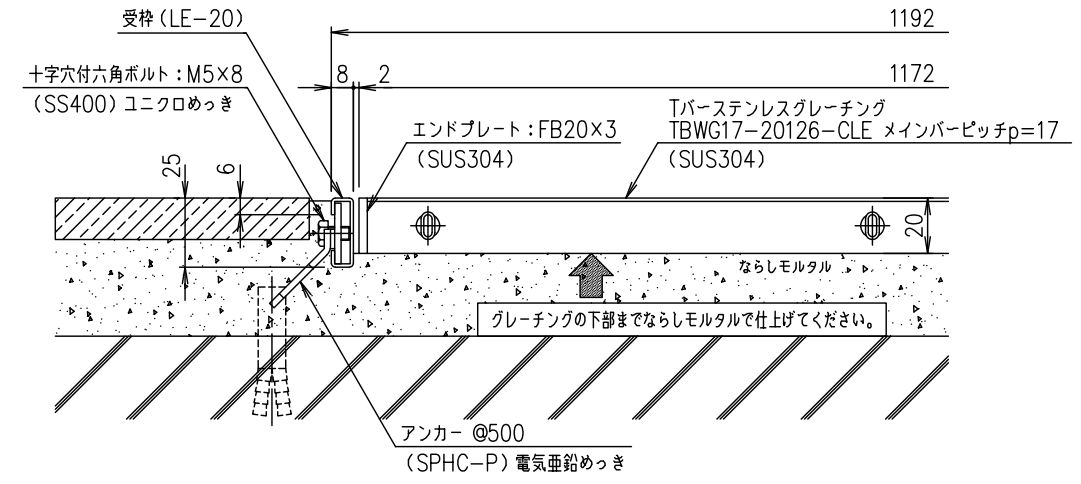 受枠(LE-20)
1192
十字穴付六角ボルト:M5×8
(SS400) ユニクロめっき
8
2
1172
エンドプレート:FB20×3
(SUS304)
Tバーステンレスグレーチング
TBWG17-20126-CLE メインバーピッチp=17
(SUS304)
25
6
20
ならしモルタル
グレーチングの下部までならしモルタルで仕上げてください。
アンカー @500
(SPHC-P) 電気亜鉛めっき